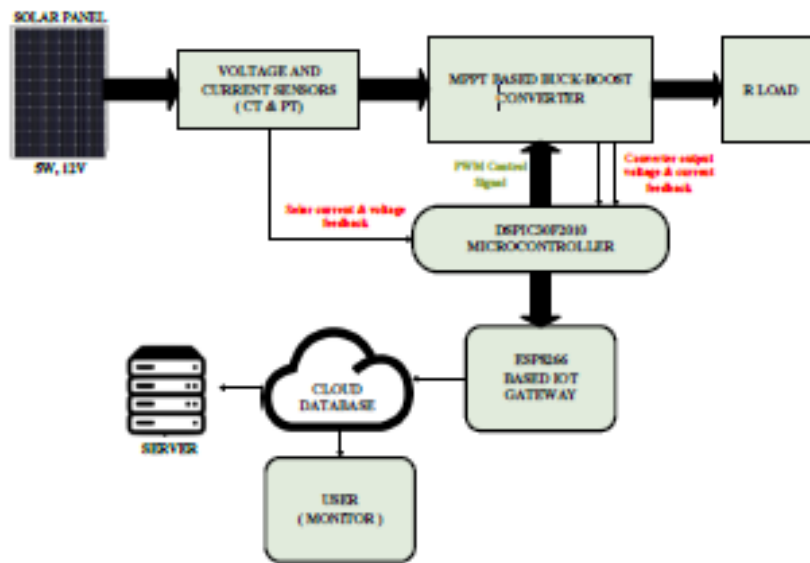 SOLAR PANEL
5W, 12V
VOLTAGE AND
CURRENT SENSORS
( CT & PT)
MPPT BASED BUCK-BOOST
CONVERTER
R LOAD
PWM Control
Signal
Converter output
voltage & current
feedback
Solar current & voltage
feedback
DSPIC30F2010
MICROCONTROLLER
ESP8266
BASED IOT
GATEWAY
CLOUD
DATABASE
SERVER
USER
( MONITOR )